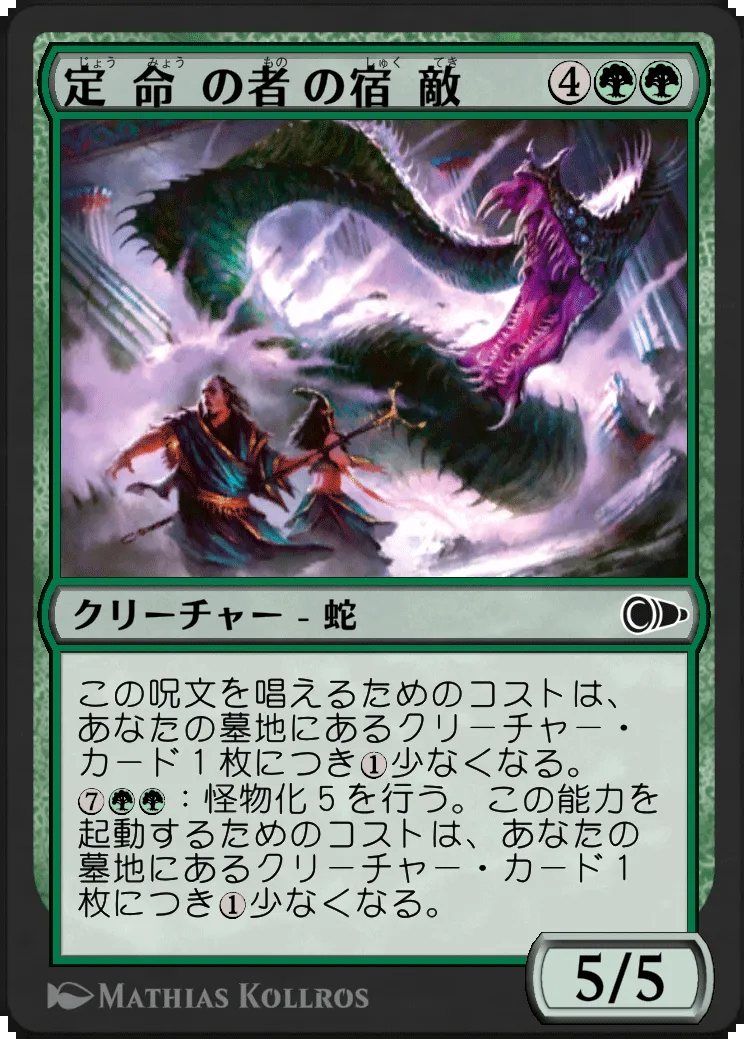 じょう みょう もの しゅく てき
定命の者の宿敵 4
クリーチャー - 蛇
この呪文を唱えるためのコストは、
あなたの墓地にあるクリーチャー・
カード1枚につき1少なくなる。
7:怪物化5を行う。この能力を
起動するためのコストは、あなたの
墓地にあるクリーチャー・カード1
枚につき1少なくなる。
5/5
MATHIAS KOLLROS